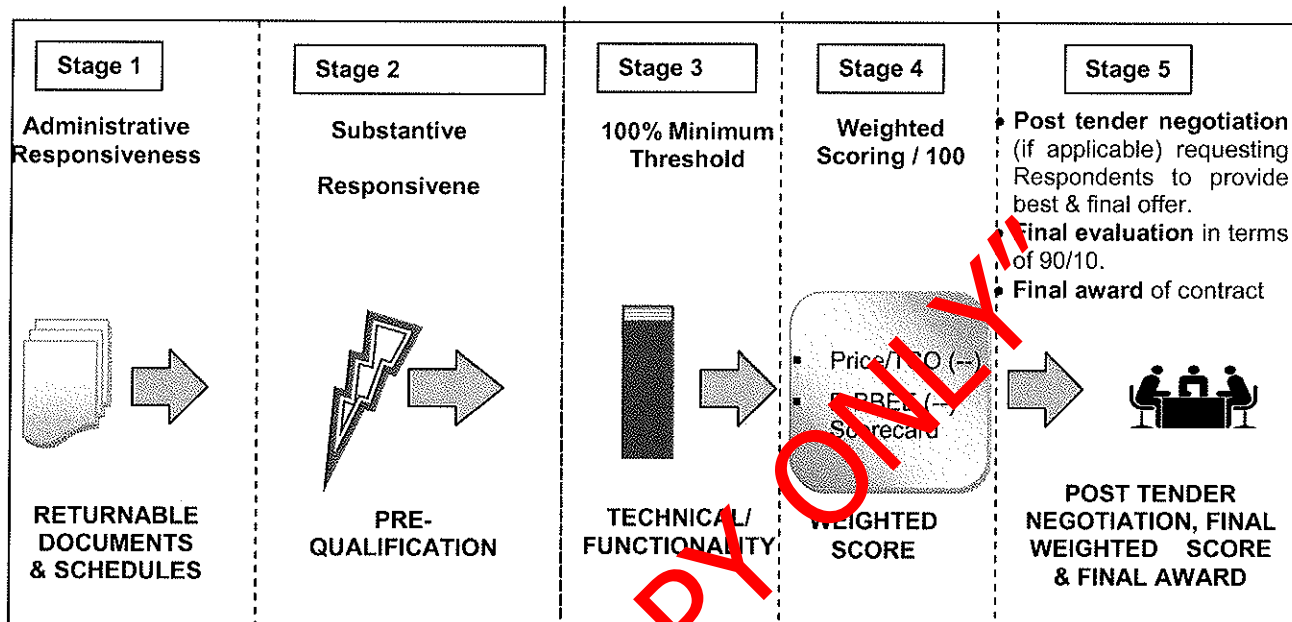 Stage 1
Administrative
Responsiveness
RETURNABLE
DOCUMENTS
& SCHEDULES
Stage 2
Substantive
Responsivene
PRE-
QUALIFICATION
Stage 3
100% Minimum
Threshold
TECHNICAL/
FUNCTIONALITY
Stage 4
Weighted
Scoring / 100
▪ Price/TCO (--)
▪ B-BBEE (--)
Scorecard
WEIGHTED
SCORE
Stage 5
• Post tender negotiation
(if applicable) requesting
Respondents to provide
best & final offer.
• Final evaluation in terms
of 90/10.
• Final award of contract
POST TENDER
NEGOTIATION, FINAL
WEIGHTED SCORE
& FINAL AWARD
PY ONLY"